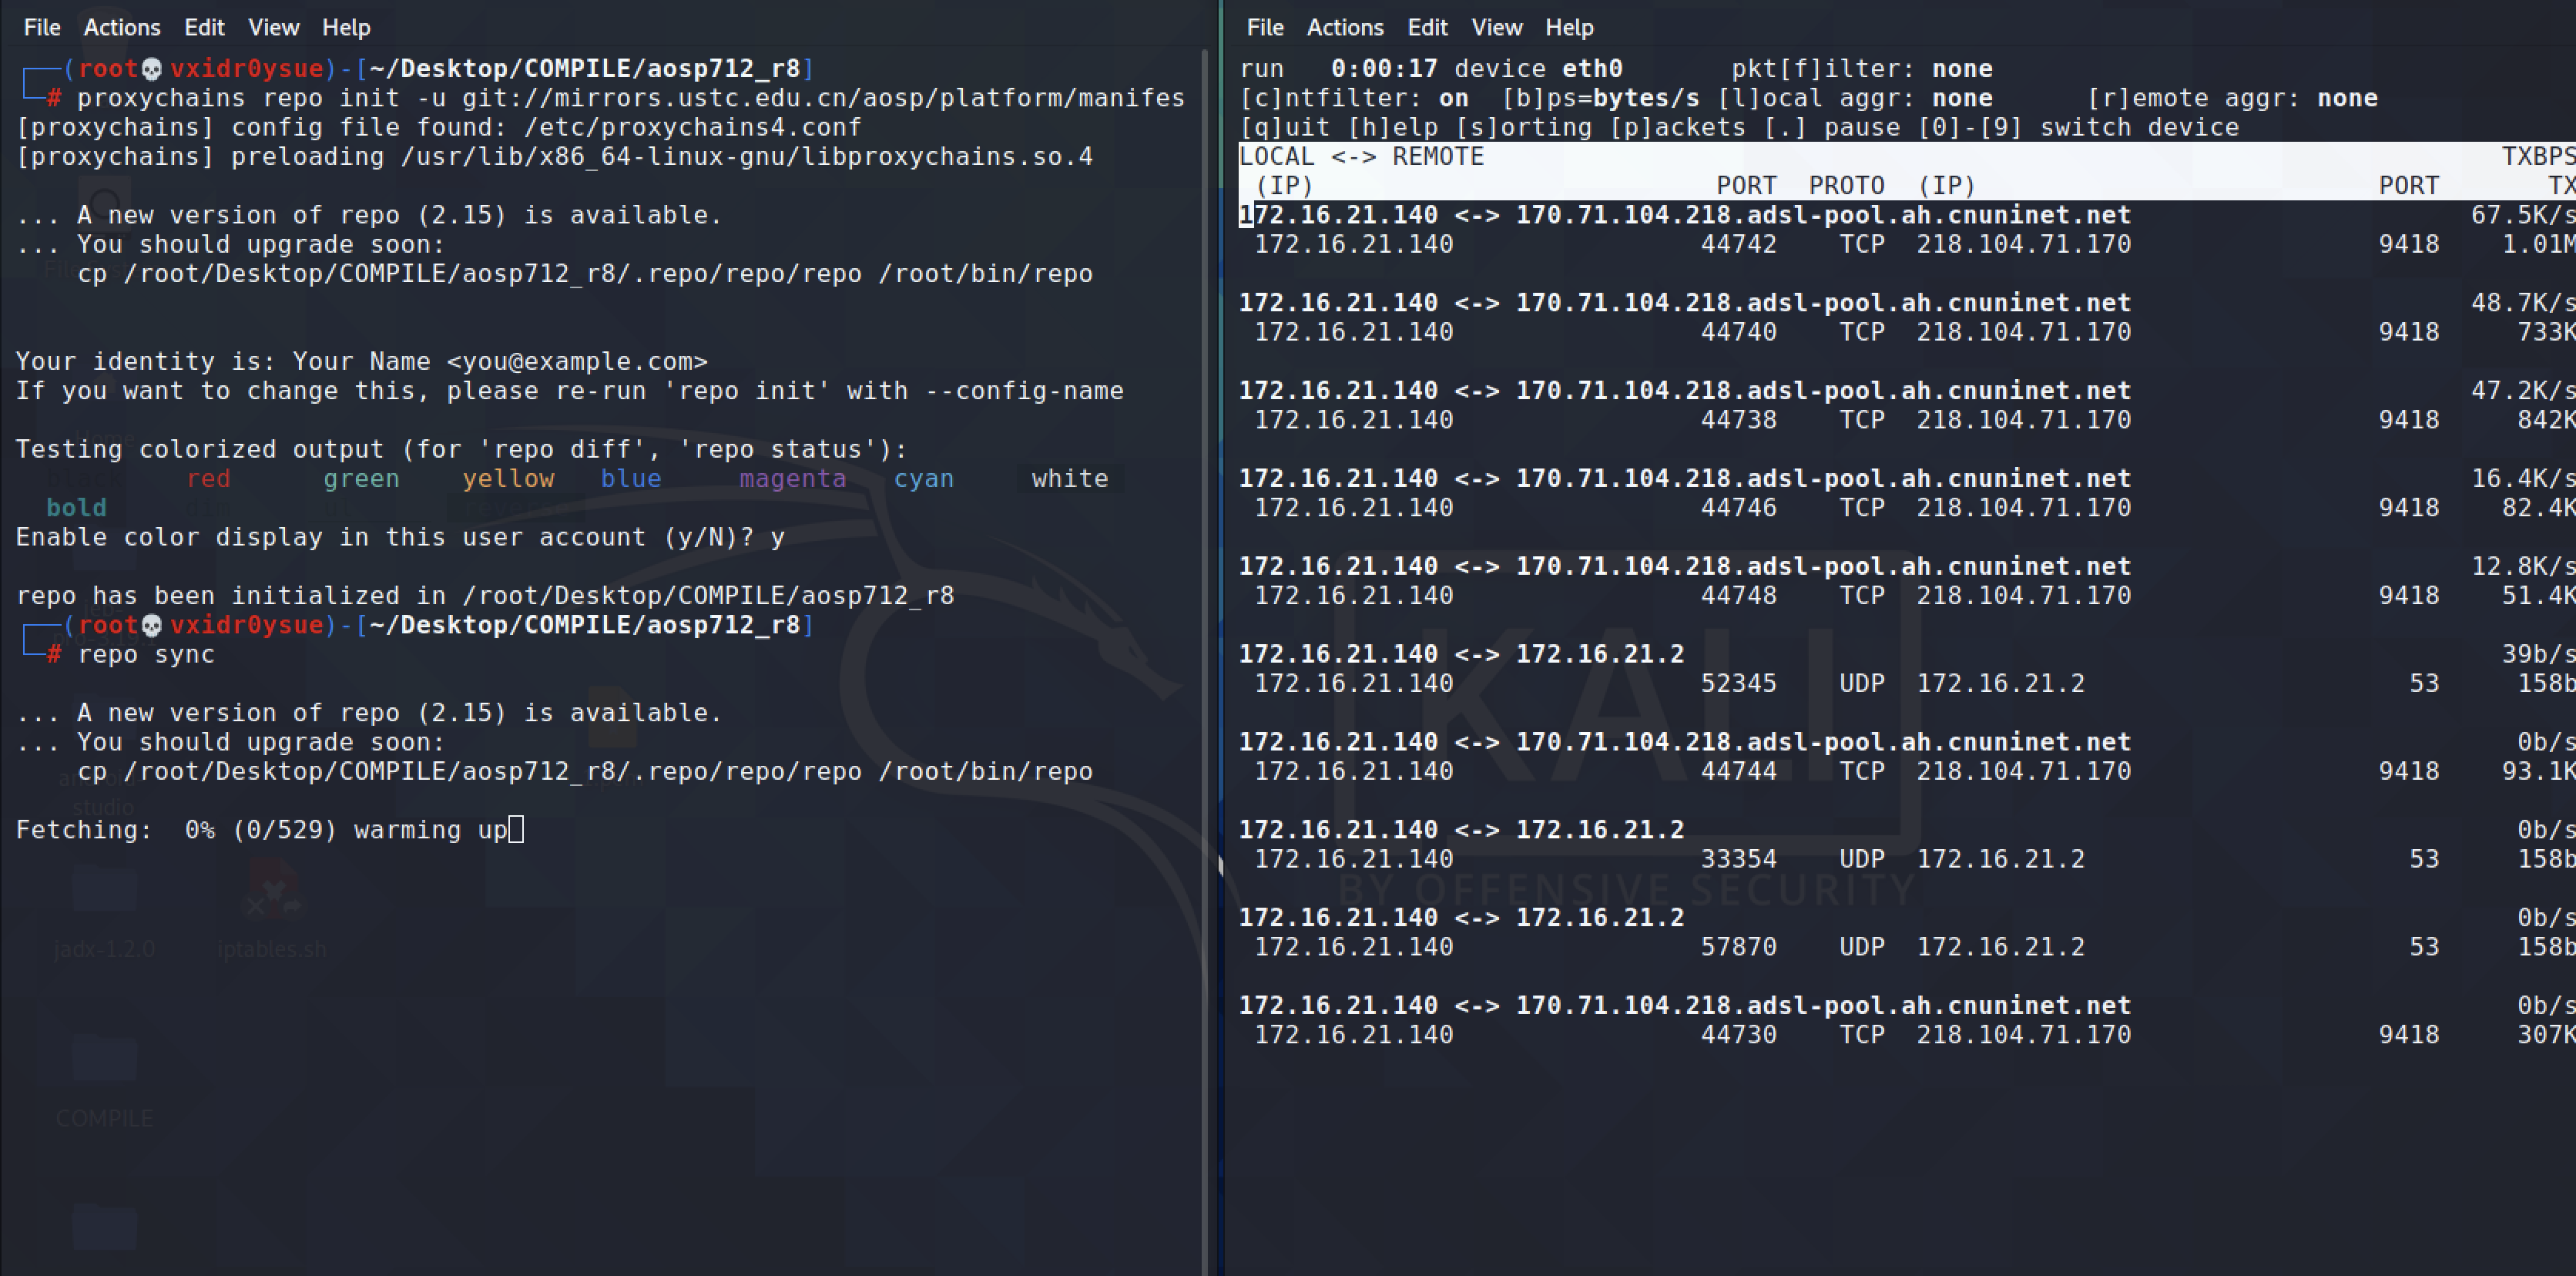 File Actions Edit View Help
(root💀vxidr0ysue)-[~/Desktop/COMPILE/aosp712_r8]
# proxychains repo init -u git://mirrors.ustc.edu.cn/aosp/platform/manifes
[proxychains] config file found: /etc/proxychains4.conf
[proxychains] preloading /usr/lib/x86_64-linux-gnu/libproxychains.so.4
... A new version of repo (2.15) is available.
... You should upgrade soon:
cp /root/Desktop/COMPILE/aosp712_r8/.repo/repo/repo /root/bin/repo
Your identity is: Your Name <you@example.com>
If you want to change this, please re-run 'repo init' with --config-name
Testing colorized output (for 'repo diff', 'repo status'):
black red green yellow blue magenta cyan white
bold
Enable color display in this user account (y/N)? y
repo has been initialized in /root/Desktop/COMPILE/aosp712_r8
(root💀vxidr0ysue)-[~/Desktop/COMPILE/aosp712_r8]
# repo sync
... A new version of repo (2.15) is available.
... You should upgrade soon:
cp /root/Desktop/COMPILE/aosp712_r8/.repo/repo/repo /root/bin/repo
Fetching: 0% (0/529) warming up
studio
jadx-1.2.0 iptables.sh
COMPILE
File Actions Edit View Help
run 0:00:17 device eth0 pkt[f]ilter: none
[c]ntfilter: on [b]ps=bytes/s [l]ocal aggr: none [r]emote aggr: none
[q]uit [h]elp [s]orting [p]ackets [.] pause [0]-[9] switch device
LOCAL <-> REMOTE TXBPS
(IP) PORT PROTO (IP) PORT TX
172.16.21.140 <-> 170.71.104.218.adsl-pool.ah.cnuninet.net 67.5K/s
172.16.21.140 44742 TCP 218.104.71.170 9418 1.01M
172.16.21.140 <-> 170.71.104.218.adsl-pool.ah.cnuninet.net 48.7K/s
172.16.21.140 44740 TCP 218.104.71.170 9418 733K
172.16.21.140 <-> 170.71.104.218.adsl-pool.ah.cnuninet.net 47.2K/s
172.16.21.140 44738 TCP 218.104.71.170 9418 842K
172.16.21.140 <-> 170.71.104.218.adsl-pool.ah.cnuninet.net 16.4K/s
172.16.21.140 44746 TCP 218.104.71.170 9418 82.4K
172.16.21.140 <-> 170.71.104.218.adsl-pool.ah.cnuninet.net 12.8K/s
172.16.21.140 44748 TCP 218.104.71.170 9418 51.4K
172.16.21.140 <-> 172.16.21.2 39b/s
172.16.21.140 52345 UDP 172.16.21.2 53 158b
172.16.21.140 <-> 170.71.104.218.adsl-pool.ah.cnuninet.net 0b/s
172.16.21.140 44744 TCP 218.104.71.170 9418 93.1K
172.16.21.140 <-> 172.16.21.2 0b/s
172.16.21.140 33354 UDP 172.16.21.2 53 158b
172.16.21.140 <-> 172.16.21.2 0b/s
172.16.21.140 57870 UDP 172.16.21.2 53 158b
172.16.21.140 <-> 170.71.104.218.adsl-pool.ah.cnuninet.net 0b/s
172.16.21.140 44730 TCP 218.104.71.170 9418 307K
KALI
BY OFFENSIVE SECURITY